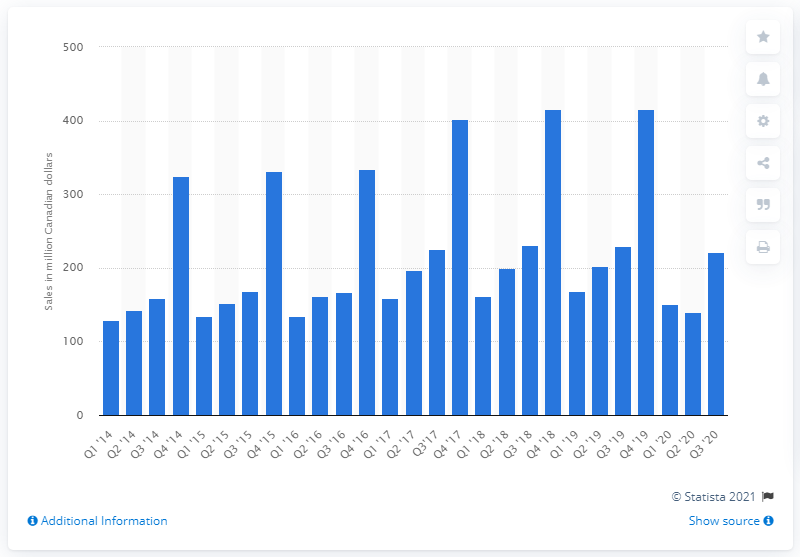 500
400
300
200
100
0
Sales in million Canadian dollars
Q1 '14
Q2 '14
Q3 '14
Q4 '14
Q1 '15
Q2 '15
Q3 '15
Q4 '15
Q1 '16
Q2 '16
Q3 '16
Q4 '16
Q1 '17
Q2 '17
Q3'17
Q4 '17
Q1 '18
Q2 '18
Q3 '18
Q4 '18
Q1 '19
Q2 '19
Q3 '19
Q4 '19
Q1 '20
Q2 '20
Q3 '20
© Statista 2021
Additional Information
Show source